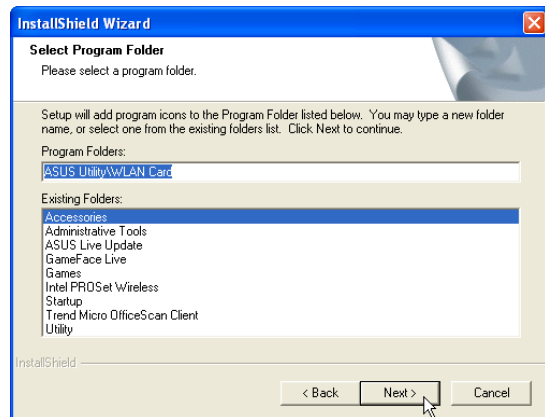 InstallShield Wizard
Select Program Folder
Please select a program folder.
Setup will add program icons to the Program Folder listed below. You may type a new folder
name, or select one from the existing folders list. Click Next to continue.
Program Folders:
ASUS Utility\WLAN Card
Existing Folders:
Accessories
Administrative Tools
ASUS Live Update
GameFace Live
Games
Intel PROSet Wireless
Startup
Trend Micro OfficeScan Client
Utility
InstallShield
< Back
Next >
Cancel